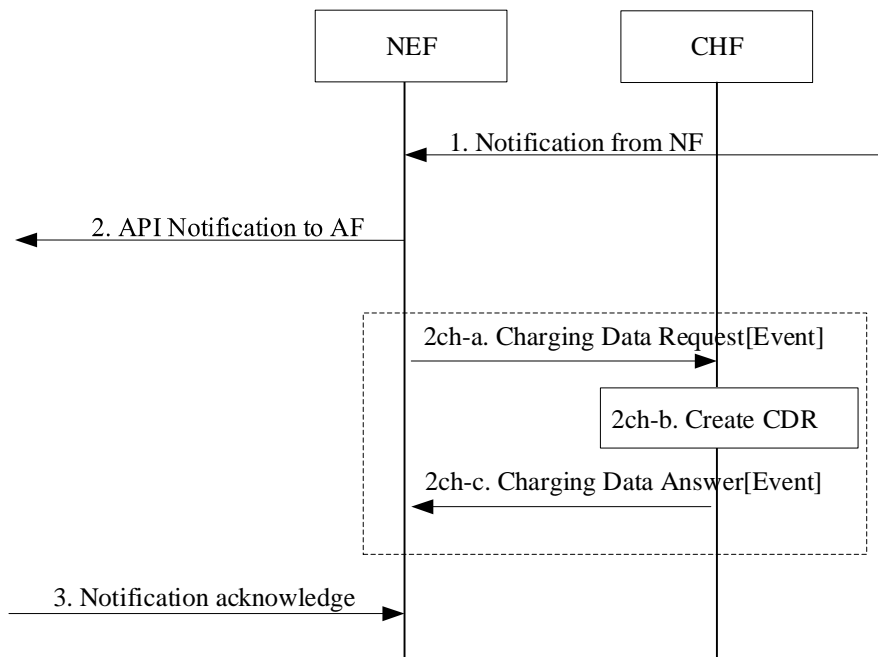 NEF
CHF
1. Notification from NF
2. API Notification to AF
2ch-a. Charging Data Request[Event]
2ch-b. Create CDR
2ch-c. Charging Data Answer[Event]
3. Notification acknowledge